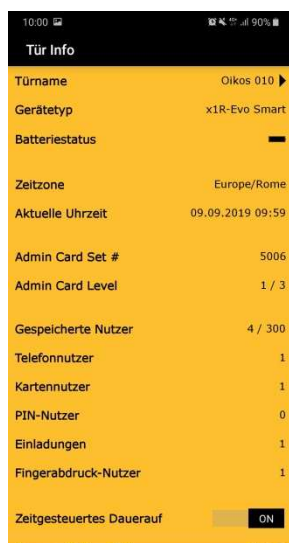 10:00 90%
Tür Info
Türname Oikos 010
Gerätetyp x1R-Evo Smart
Batteriestatus
Zeitzone Europe/Rome
Aktuelle Uhrzeit 09.09.2019 09:59
Admin Card Set # 5006
Admin Card Level 1 / 3
Gespeicherte Nutzer 4 / 300
Telefonnutzer 1
Kartennutzer 1
PIN-Nutzer 0
Einladungen 1
Fingerabdruck-Nutzer 1
Zeitgesteuertes Dauerauf ON